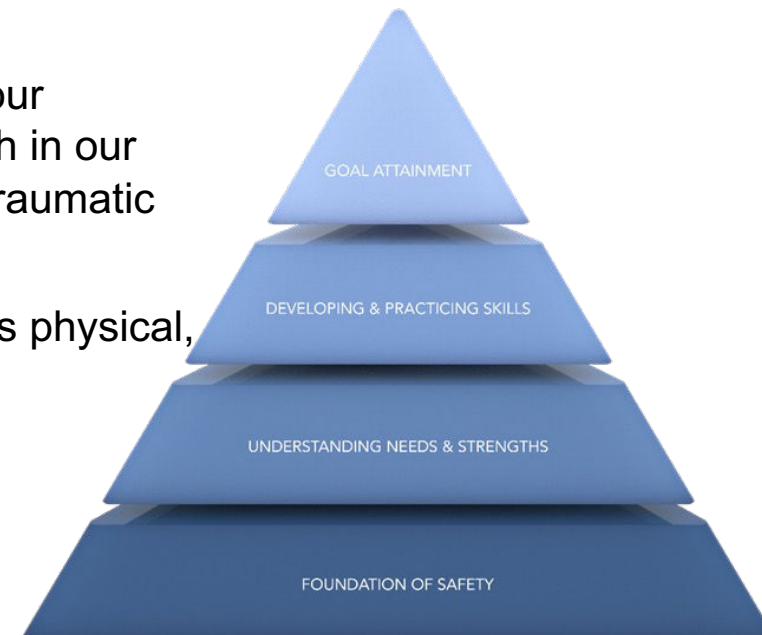 our
h in our
raumatic
s physical,
GOAL ATTAINMENT
DEVELOPING & PRACTICING SKILLS
UNDERSTANDING NEEDS & STRENGTHS
FOUNDATION OF SAFETY